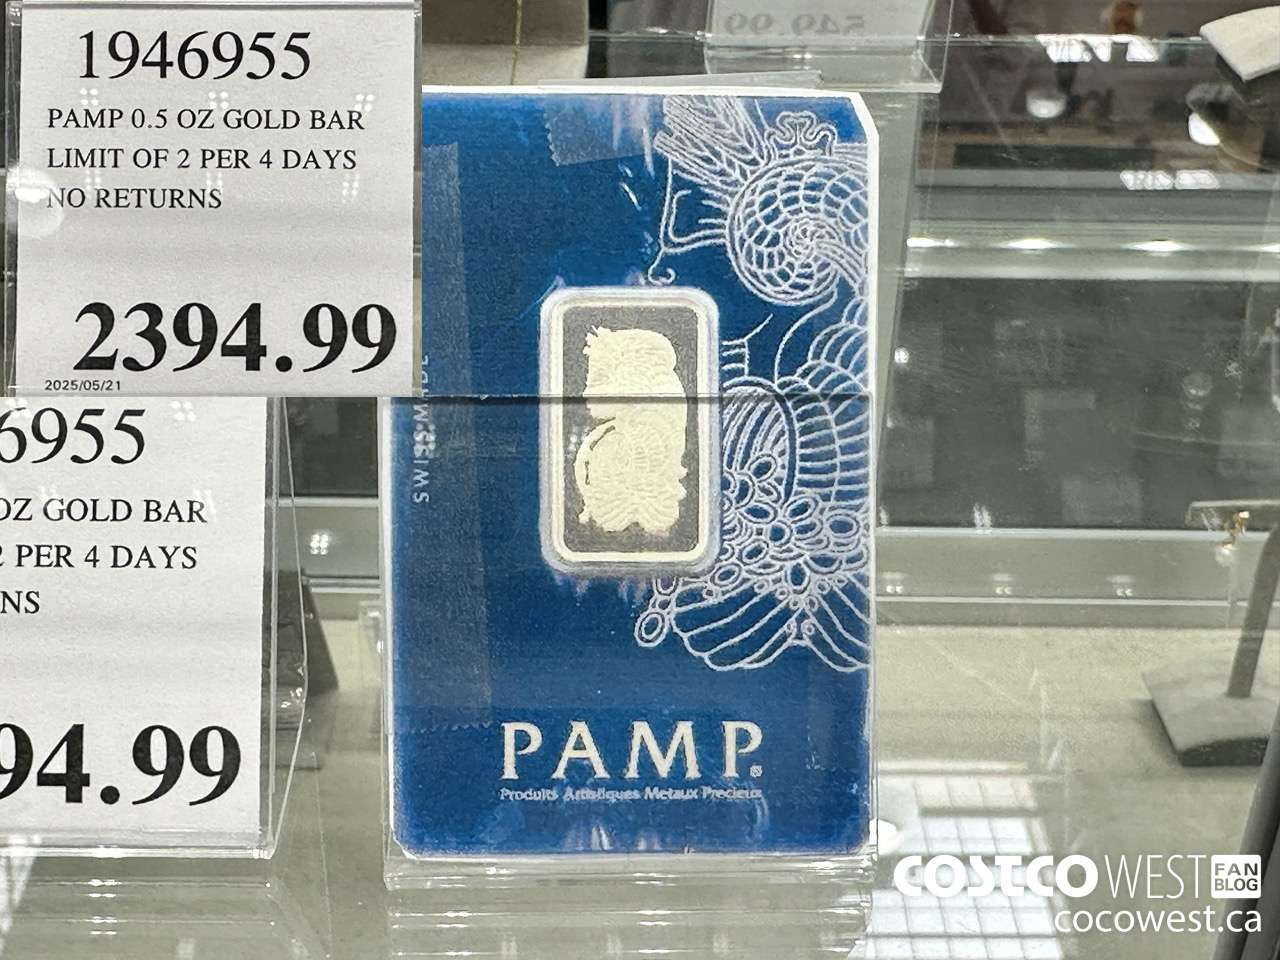 1946955
PAMP 0.5 OZ GOLD BAR
LIMIT OF 2 PER 4 DAYS
NO RETURNS
2394.99
2025/05/21
6955
OZ GOLD BAR
2 PER 4 DAYS
NS
94.99
SWISS MADE
PAMP®
Produits Artistiques Metaux Precieux
549.99
COSTCO WEST FAN BLOG
cocowest.ca